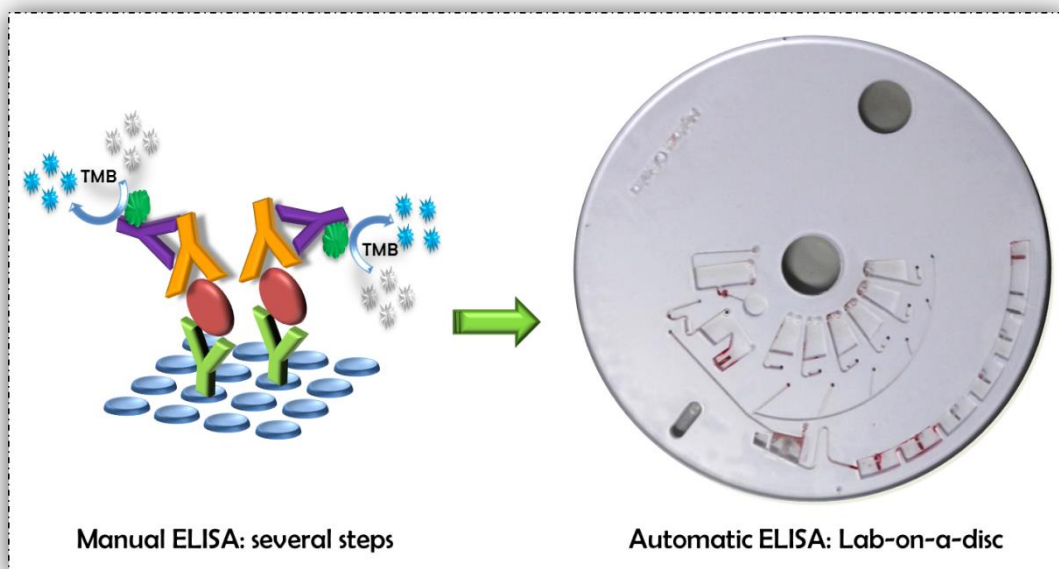 TMB
TMB
Manual ELISA: several steps
Automatic ELISA: Lab-on-a-disc